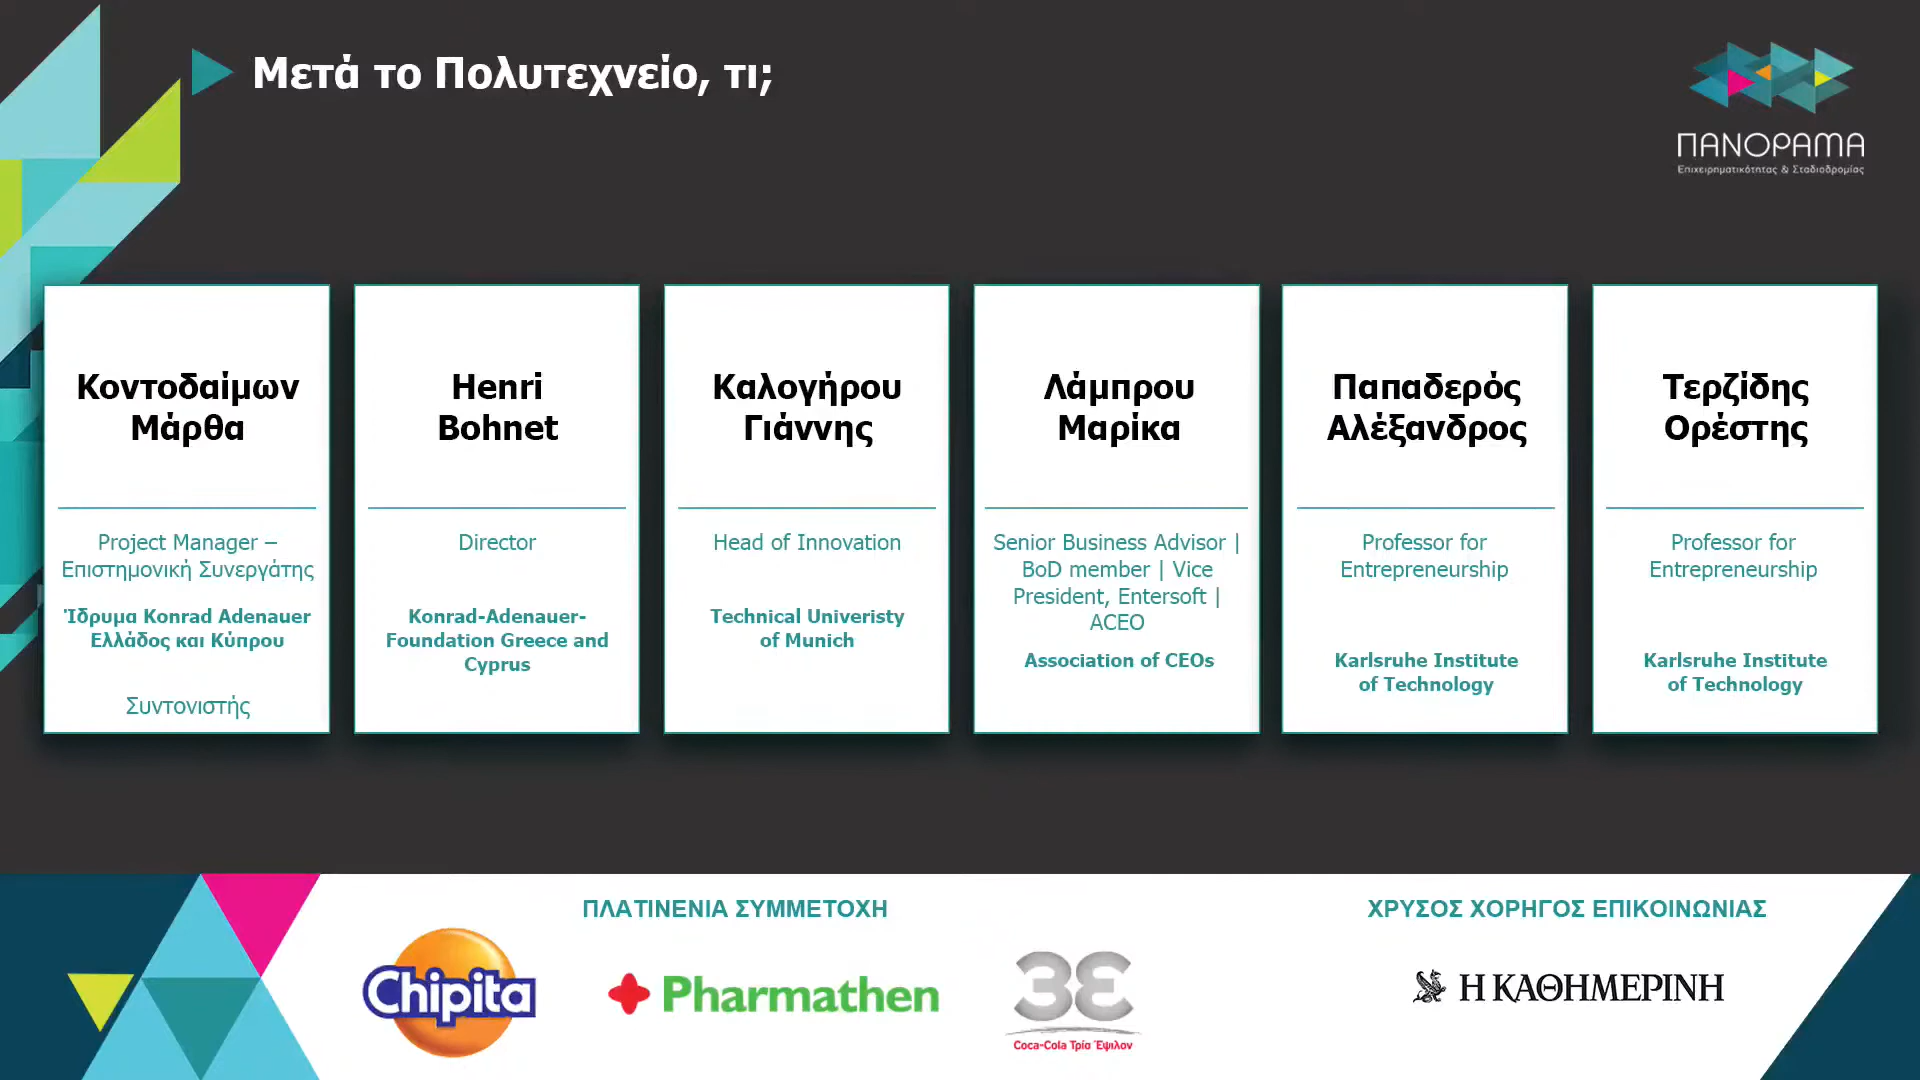 Μετά το Πολυτεχνείο, τι;
ΠΑΝΟΡΑΜΑ
Επιχειρηματικότητας & Σταδιοδρομίας
Κοντοδαίμων
Μάρθα
Project Manager –
Επιστημονική Συνεργάτης
Ίδρυμα Konrad Adenauer
Ελλάδος και Κύπρου
Συντονιστής
Henri
Bohnet
Director
Konrad-Adenauer-
Foundation Greece and
Cyprus
Καλογήρου
Γιάννης
Head of Innovation
Technical Univeristy
of Munich
Λάμπρου
Μαρίκα
Senior Business Advisor |
BoD member | Vice
President, Entersoft |
ACEO
Association of CEOs
Παπαδερός
Αλέξανδρος
Professor for
Entrepreneurship
Karlsruhe Institute
of Technology
Τερζίδης
Ορέστης
Professor for
Entrepreneurship
Karlsruhe Institute
of Technology
ΠΛΑΤΙΝΕΝΙΑ ΣΥΜΜΕΤΟΧΗ
ΧΡΥΣΟΣ ΧΟΡΗΓΟΣ ΕΠΙΚΟΙΝΩΝΙΑΣ
Chipita
Pharmathen
3E
Coca-Cola Τρία Έψιλον
Η ΚΑΘΗΜΕΡΙΝΗ